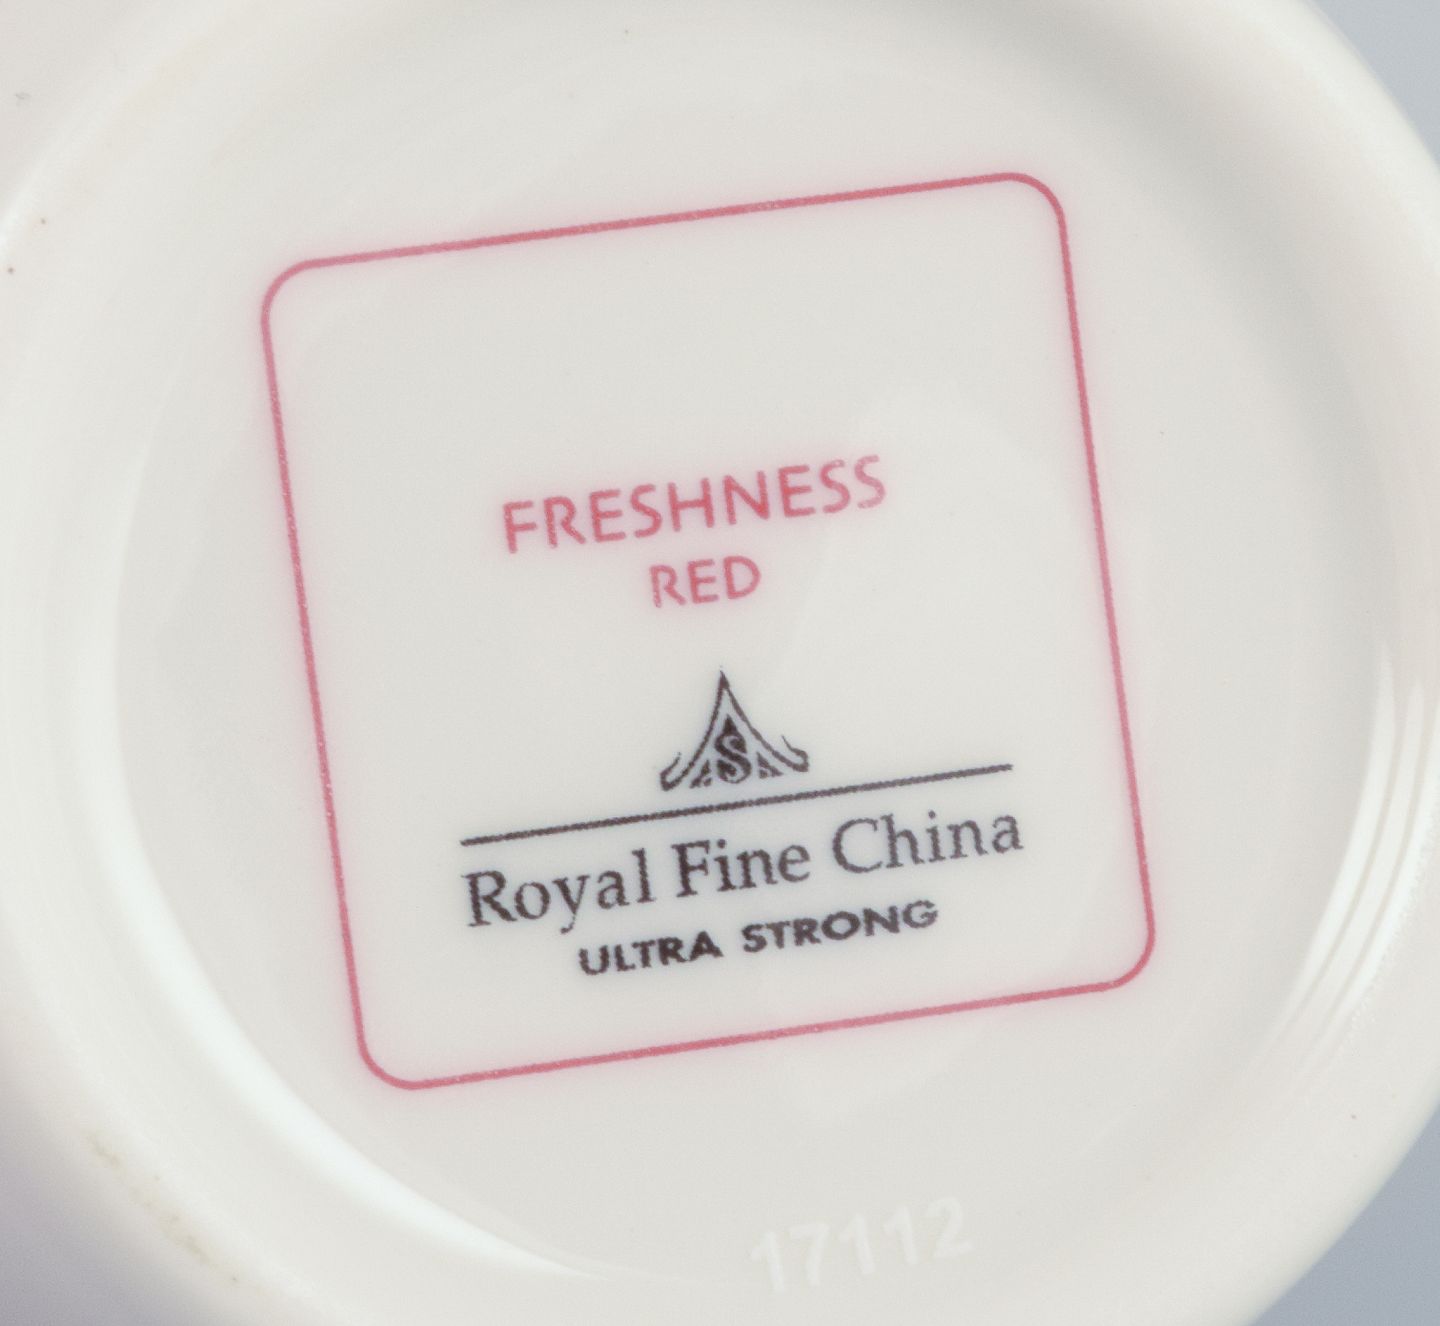 FRESHNESS
RED
S
Royal Fine China
ULTRA STRONG
17112